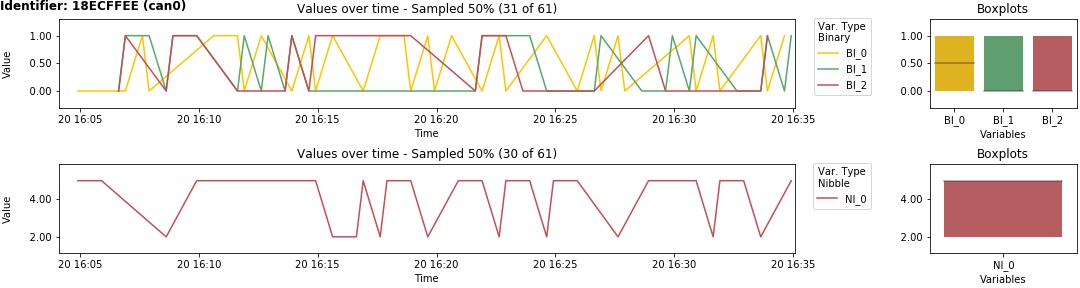 Identifier: 18ECFFEE (can0)
Values over time - Sampled 50% (31 of 61)
Value
1.00
0.50
0.00
20 16:05 20 16:10 20 16:15 20 16:20 20 16:25 20 16:30 20 16:35
Time
Var. Type
Binary
BI_0
BI_1
BI_2
Boxplots
1.00
0.50
0.00
BI_0 BI_1 BI_2
Variables
Values over time - Sampled 50% (30 of 61)
Value
4.00
2.00
20 16:05 20 16:10 20 16:15 20 16:20 20 16:25 20 16:30 20 16:35
Time
Var. Type
Nibble
NI_0
Boxplots
4.00
2.00
NI_0
Variables